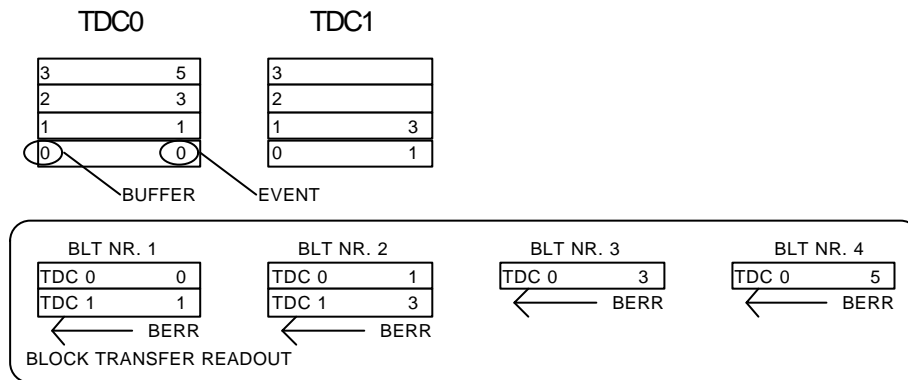 TDC0 TDC1
3 5 3
2 3 2
1 1 1 3
0 0 0 1
BUFFER EVENT
BLT NR. 1 BLT NR. 2 BLT NR. 3 BLT NR. 4
TDC 0 0 TDC 0 1 TDC 0 3 TDC 0 5
TDC 1 1 TDC 1 3 BERR BERR
BERR BERR
BLOCK TRANSFER READOUT